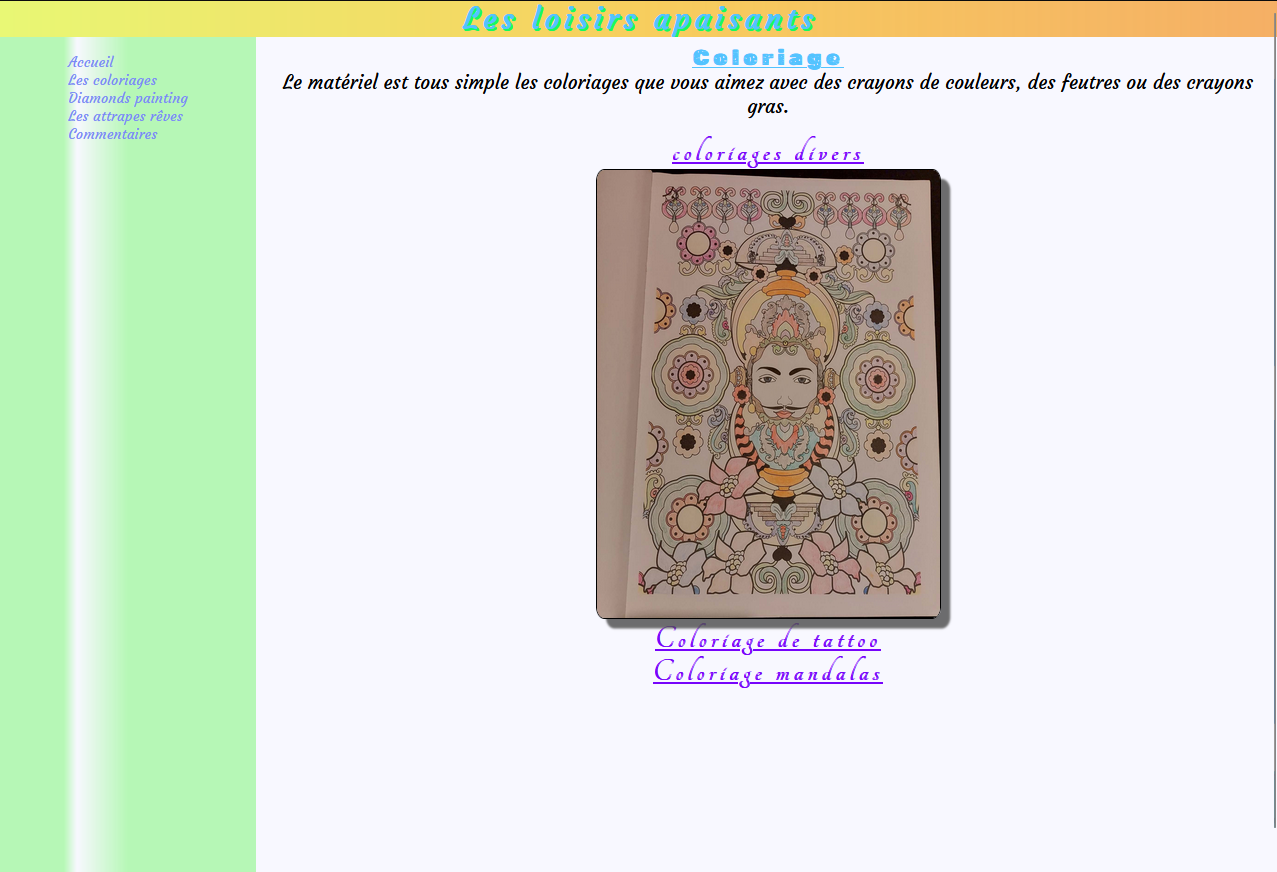 Les loisirs apaisants
Accueil
Les coloriages
Diamonds painting
Les attrapes rêves
Commentaires
Coloriage
Le matériel est tous simple les coloriages que vous aimez avec des crayons de couleurs, des feutres ou des crayons
gras.
coloriages divers
Coloriage de tattoo
Coloriage mandalas